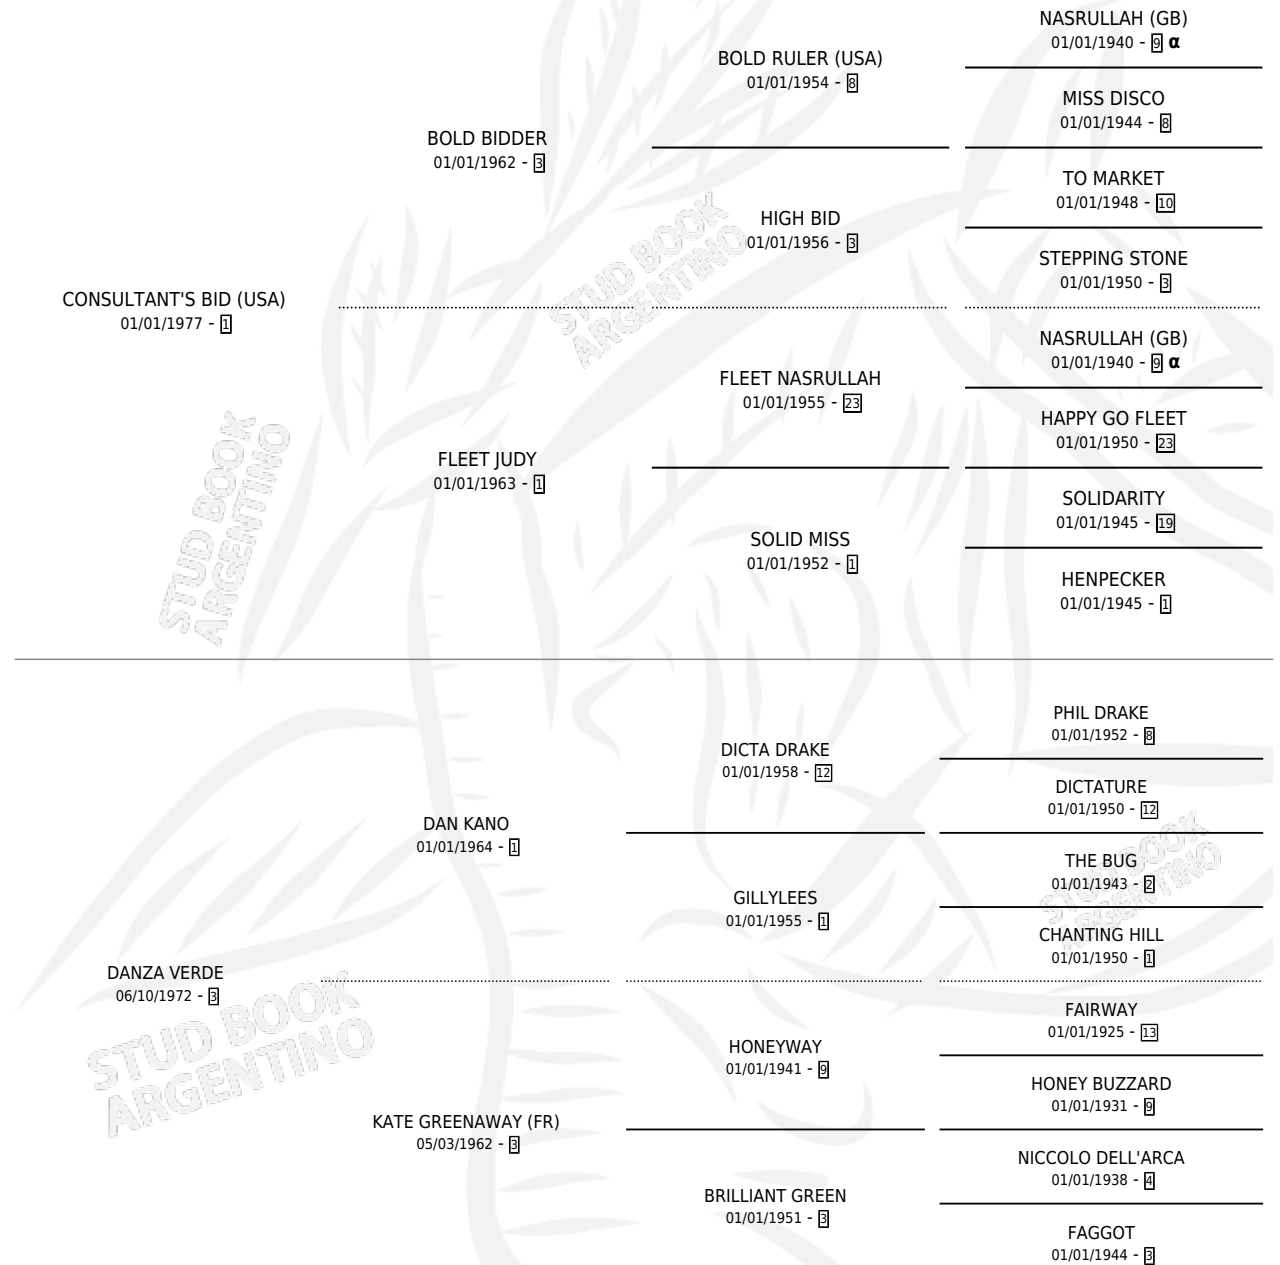 NASRULLAH (GB)
01/01/1940 - 9 α
BOLD RULER (USA)
01/01/1954 - 8
MISS DISCO
01/01/1944 - 8
BOLD BIDDER
01/01/1962 - 3
TO MARKET
01/01/1948 - 10
HIGH BID
01/01/1956 - 3
STEPPING STONE
01/01/1950 - 3
CONSULTANT'S BID (USA)
01/01/1977 - 1
NASRULLAH (GB)
01/01/1940 - 9 α
FLEET NASRULLAH
01/01/1955 - 23
HAPPY GO FLEET
01/01/1950 - 23
FLEET JUDY
01/01/1963 - 1
SOLIDARITY
01/01/1945 - 19
SOLID MISS
01/01/1952 - 1
HENPECKER
01/01/1945 - 1
PHIL DRAKE
01/01/1952 - 8
DICTA DRAKE
01/01/1958 - 12
DICTATURE
01/01/1950 - 12
DAN KANO
01/01/1964 - 1
THE BUG
01/01/1943 - 2
GILLYLEES
01/01/1955 - 1
CHANTING HILL
01/01/1950 - 1
DANZA VERDE
06/10/1972 - 3
FAIRWAY
01/01/1925 - 13
HONEYWAY
01/01/1941 - 9
HONEY BUZZARD
01/01/1931 - 9
KATE GREENAWAY (FR)
05/03/1962 - 3
NICCOLO DELL'ARCA
01/01/1938 - 4
BRILLIANT GREEN
01/01/1951 - 3
FAGGOT
01/01/1944 - 3
STUD BOOK
ARGENTINO
STUD BOOK
ARGENTINO
STUD BOOK
ARGENTINO
STUD BOOK
ARGENTINO